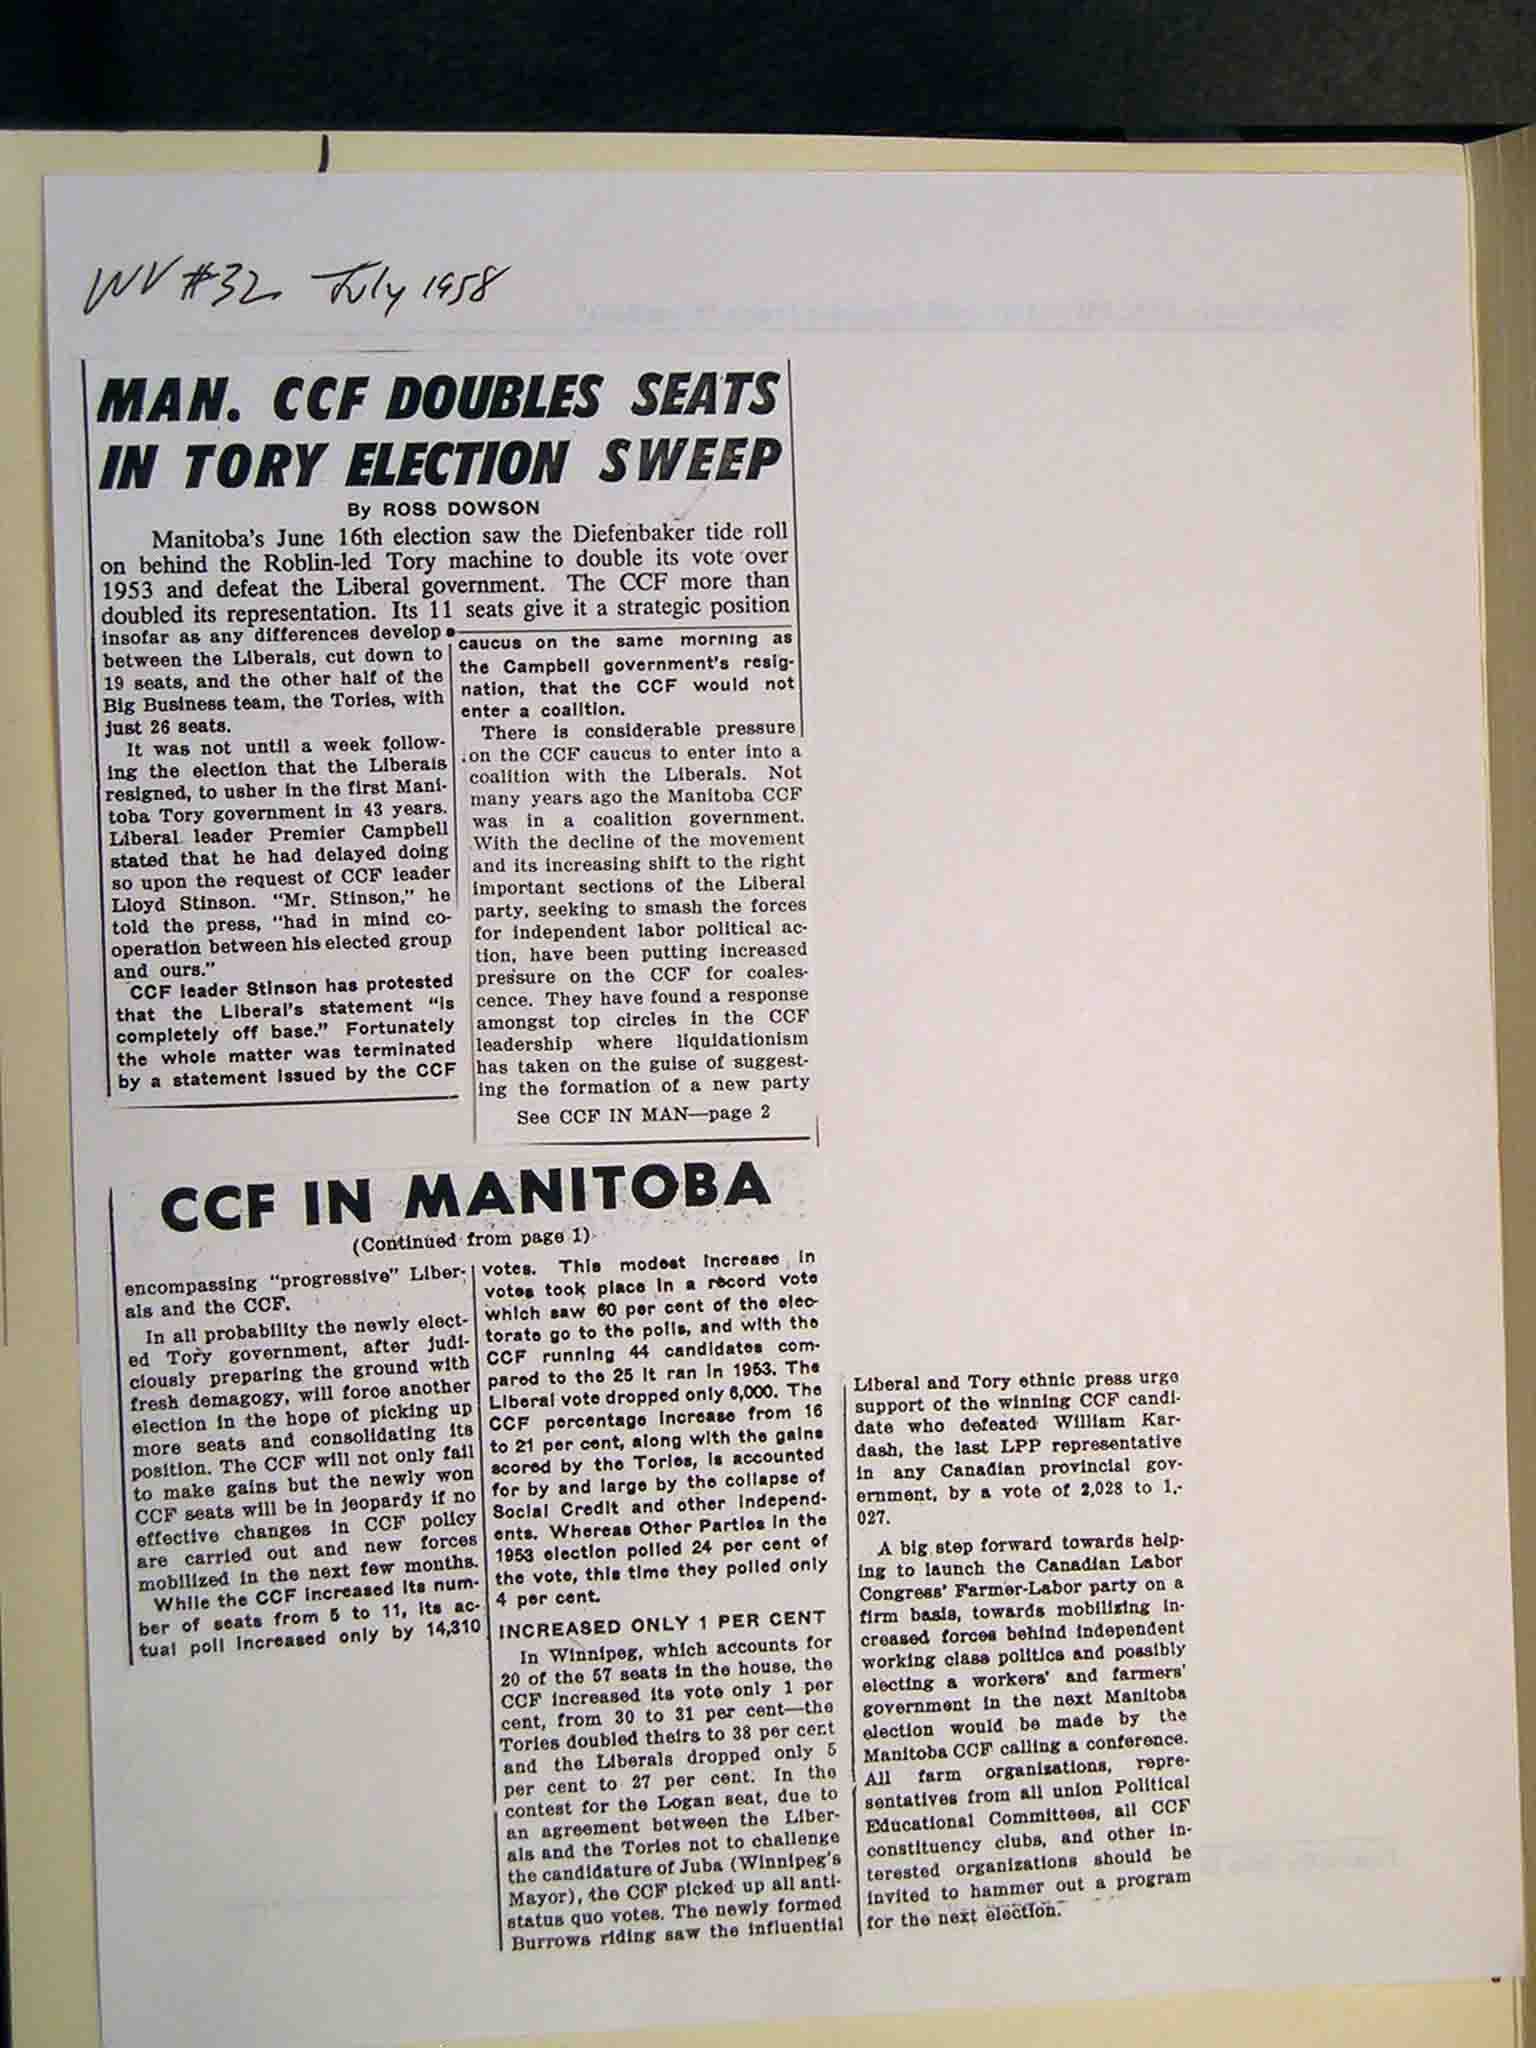 WV #32 July 1958
MAN. CCF DOUBLES SEATS
IN TORY ELECTION SWEEP
By ROSS DOWSON
Manitoba's June 16th election saw the Diefenbaker tide roll
on behind the Roblin-led Tory machine to double its vote over
1953 and defeat the Liberal government. The CCF more than
doubled its representation. Its 11 seats give it a strategic position
insofar as any differences develop
between the Liberals, cut down to
19 seats, and the other half of the
Big Business team, the Tories, with
just 26 seats.
It was not until a week follow-
ing the election that the Liberals
resigned, to usher in the first Mani-
toba Tory government in 43 years.
Liberal leader Premier Campbell
stated that he had delayed doing
so upon the request of CCF leader
Lloyd Stinson. "Mr. Stinson," he
told the press, "had in mind co-
operation between his elected group
and ours."
CCF leader Stinson has protested
that the Liberal's statement "is
completely off base." Fortunately
the whole matter was terminated
by a statement issued by the CCF
caucus on the same morning as
the Campbell government's resig-
nation, that the CCF would not
enter a coalition.
There is considerable pressure
on the CCF caucus to enter into a
coalition with the Liberals. Not
many years ago the Manitoba CCF
was in a coalition government.
With the decline of the movement
and its increasing shift to the right
important sections of the Liberal
party, seeking to smash the forces
for independent labor political ac-
tion, have been putting increased
pressure on the CCF for coales-
cence. They have found a response
amongst top circles in the CCF
leadership where liquidationism
has taken on the guise of suggest-
ing the formation of a new party
See CCF IN MAN—page 2
CCF IN MANITOBA
(Continued from page 1)
encompassing "progressive" Liber-
als and the CCF.
In all probability the newly elect-
ed Tory government, after judi-
ciously preparing the ground with
fresh demagogy, will force another
election in the hope of picking up
more seats and consolidating its
position. The CCF will not only fail
to make gains but the newly won
CCF seats will be in jeopardy if no
effective changes in CCF policy
are carried out and new forces
mobilized in the next few months.
While the CCF increased its num-
ber of seats from 5 to 11, its ac-
tual poll increased only by 14,310
votes. This modest increase in
votes took place in a record vote
which saw 60 per cent of the elec-
torate go to the polls, and with the
CCF running 44 candidates com-
pared to the 25 it ran in 1953. The
Liberal vote dropped only 6,000. The
CCF percentage increase from 16
to 21 per cent, along with the gains
scored by the Tories, is accounted
for by and large by the collapse of
Social Credit and other independ-
ents. Whereas Other Parties in the
1953 election polled 24 per cent of
the vote, this time they polled only
4 per cent.
INCREASED ONLY 1 PER CENT
In Winnipeg, which accounts for
20 of the 57 seats in the house, the
CCF increased its vote only 1 per
cent, from 30 to 31 per cent—the
Tories doubled theirs to 38 per cent
and the Liberals dropped only 5
per cent to 27 per cent. In the
contest for the Logan seat, due to
an agreement between the Liber-
als and the Tories not to challenge
the candidature of Juba (Winnipeg's
Mayor), the CCF picked up all anti-
status quo votes. The newly formed
Burrows riding saw the influential
Liberal and Tory ethnic press urge
support of the winning CCF candi-
date who defeated William Kar-
dash, the last LPP representative
in any Canadian provincial gov-
ernment, by a vote of 2,028 to 1,-
027.
A big step forward towards help-
ing to launch the Canadian Labor
Congress' Farmer-Labor party on a
firm basis, towards mobilizing in-
creased forces behind independent
working class politics and possibly
electing a workers' and farmers'
government in the next Manitoba
election would be made by the
Manitoba CCF calling a conference.
All farm organizations, repre-
sentatives from all union Political
Educational Committees, all CCF
constituency clubs, and other in-
terested organizations should be
invited to hammer out a program
for the next election.